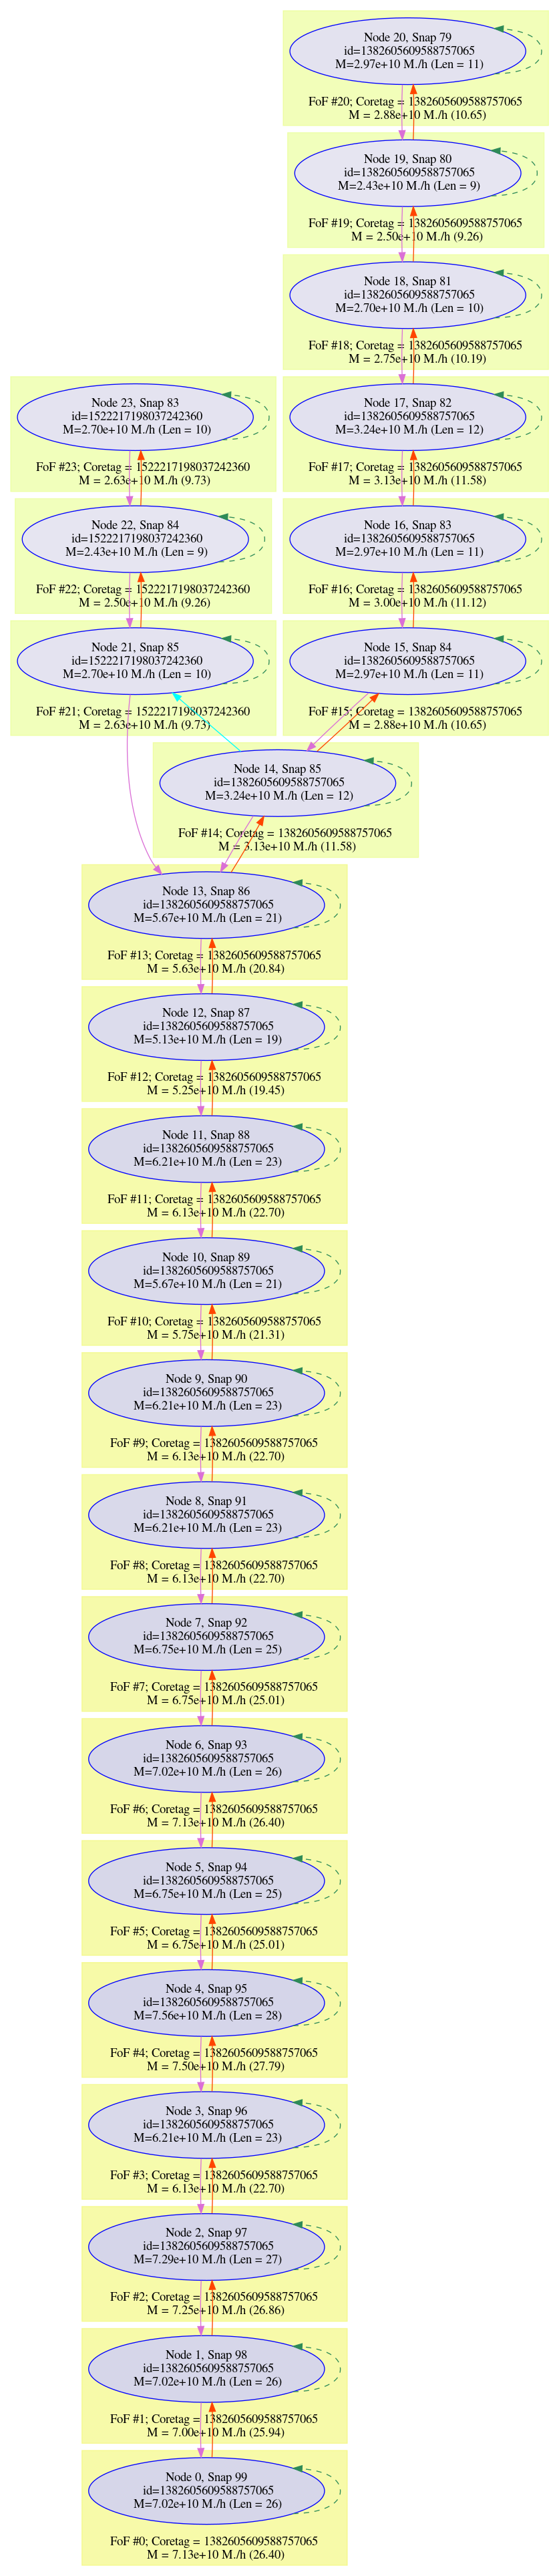 Node 20, Snap 79
id=1382605609588757065
M=2.97e+10 M./h (Len = 11)
FoF #20; Coretag = 1382605609588757065
M = 2.88e+10 M./h (10.65)
Node 19, Snap 80
id=1382605609588757065
M=2.43e+10 M./h (Len = 9)
FoF #19; Coretag = 1382605609588757065
M = 2.50e+10 M./h (9.26)
Node 18, Snap 81
id=1382605609588757065
M=2.70e+10 M./h (Len = 10)
FoF #18; Coretag = 1382605609588757065
M = 2.75e+10 M./h (10.19)
Node 23, Snap 83
id=1522217198037242360
M=2.70e+10 M./h (Len = 10)
FoF #23; Coretag = 1522217198037242360
M = 2.63e+10 M./h (9.73)
Node 17, Snap 82
id=1382605609588757065
M=3.24e+10 M./h (Len = 12)
FoF #17; Coretag = 1382605609588757065
M = 3.13e+10 M./h (11.58)
Node 22, Snap 84
id=1522217198037242360
M=2.43e+10 M./h (Len = 9)
FoF #22; Coretag = 1522217198037242360
M = 2.50e+10 M./h (9.26)
Node 16, Snap 83
id=1382605609588757065
M=2.97e+10 M./h (Len = 11)
FoF #16; Coretag = 1382605609588757065
M = 3.00e+10 M./h (11.12)
Node 21, Snap 85
id=1522217198037242360
M=2.70e+10 M./h (Len = 10)
FoF #21; Coretag = 1522217198037242360
M = 2.63e+10 M./h (9.73)
Node 15, Snap 84
id=1382605609588757065
M=2.97e+10 M./h (Len = 11)
FoF #15; Coretag = 1382605609588757065
M = 2.88e+10 M./h (10.65)
Node 14, Snap 85
id=1382605609588757065
M=3.24e+10 M./h (Len = 12)
FoF #14; Coretag = 1382605609588757065
M = 3.13e+10 M./h (11.58)
Node 13, Snap 86
id=1382605609588757065
M=5.67e+10 M./h (Len = 21)
FoF #13; Coretag = 1382605609588757065
M = 5.63e+10 M./h (20.84)
Node 12, Snap 87
id=1382605609588757065
M=5.13e+10 M./h (Len = 19)
FoF #12; Coretag = 1382605609588757065
M = 5.25e+10 M./h (19.45)
Node 11, Snap 88
id=1382605609588757065
M=6.21e+10 M./h (Len = 23)
FoF #11; Coretag = 1382605609588757065
M = 6.13e+10 M./h (22.70)
Node 10, Snap 89
id=1382605609588757065
M=5.67e+10 M./h (Len = 21)
FoF #10; Coretag = 1382605609588757065
M = 5.75e+10 M./h (21.31)
Node 9, Snap 90
id=1382605609588757065
M=6.21e+10 M./h (Len = 23)
FoF #9; Coretag = 1382605609588757065
M = 6.13e+10 M./h (22.70)
Node 8, Snap 91
id=1382605609588757065
M=6.21e+10 M./h (Len = 23)
FoF #8; Coretag = 1382605609588757065
M = 6.13e+10 M./h (22.70)
Node 7, Snap 92
id=1382605609588757065
M=6.75e+10 M./h (Len = 25)
FoF #7; Coretag = 1382605609588757065
M = 6.75e+10 M./h (25.01)
Node 6, Snap 93
id=1382605609588757065
M=7.02e+10 M./h (Len = 26)
FoF #6; Coretag = 1382605609588757065
M = 7.13e+10 M./h (26.40)
Node 5, Snap 94
id=1382605609588757065
M=6.75e+10 M./h (Len = 25)
FoF #5; Coretag = 1382605609588757065
M = 6.75e+10 M./h (25.01)
Node 4, Snap 95
id=1382605609588757065
M=7.56e+10 M./h (Len = 28)
FoF #4; Coretag = 1382605609588757065
M = 7.50e+10 M./h (27.79)
Node 3, Snap 96
id=1382605609588757065
M=6.21e+10 M./h (Len = 23)
FoF #3; Coretag = 1382605609588757065
M = 6.13e+10 M./h (22.70)
Node 2, Snap 97
id=1382605609588757065
M=7.29e+10 M./h (Len = 27)
FoF #2; Coretag = 1382605609588757065
M = 7.25e+10 M./h (26.86)
Node 1, Snap 98
id=1382605609588757065
M=7.02e+10 M./h (Len = 26)
FoF #1; Coretag = 1382605609588757065
M = 7.00e+10 M./h (25.94)
Node 0, Snap 99
id=1382605609588757065
M=7.02e+10 M./h (Len = 26)
FoF #0; Coretag = 1382605609588757065
M = 7.13e+10 M./h (26.40)